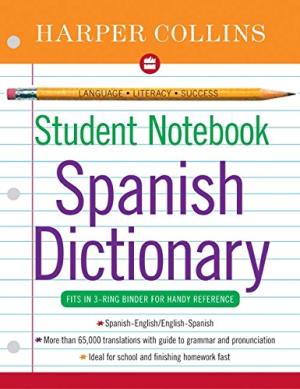 HARPER COLLINS
LANGUAGE • LITERACY • SUCCESS
Student Notebook
Spanish
Dictionary
FITS IN 3-RING BINDER FOR HANDY REFERENCE
Spanish-English/English-Spanish
More than 65,000 translations with guide to grammar and pronunciation
Ideal for school and finishing homework fast